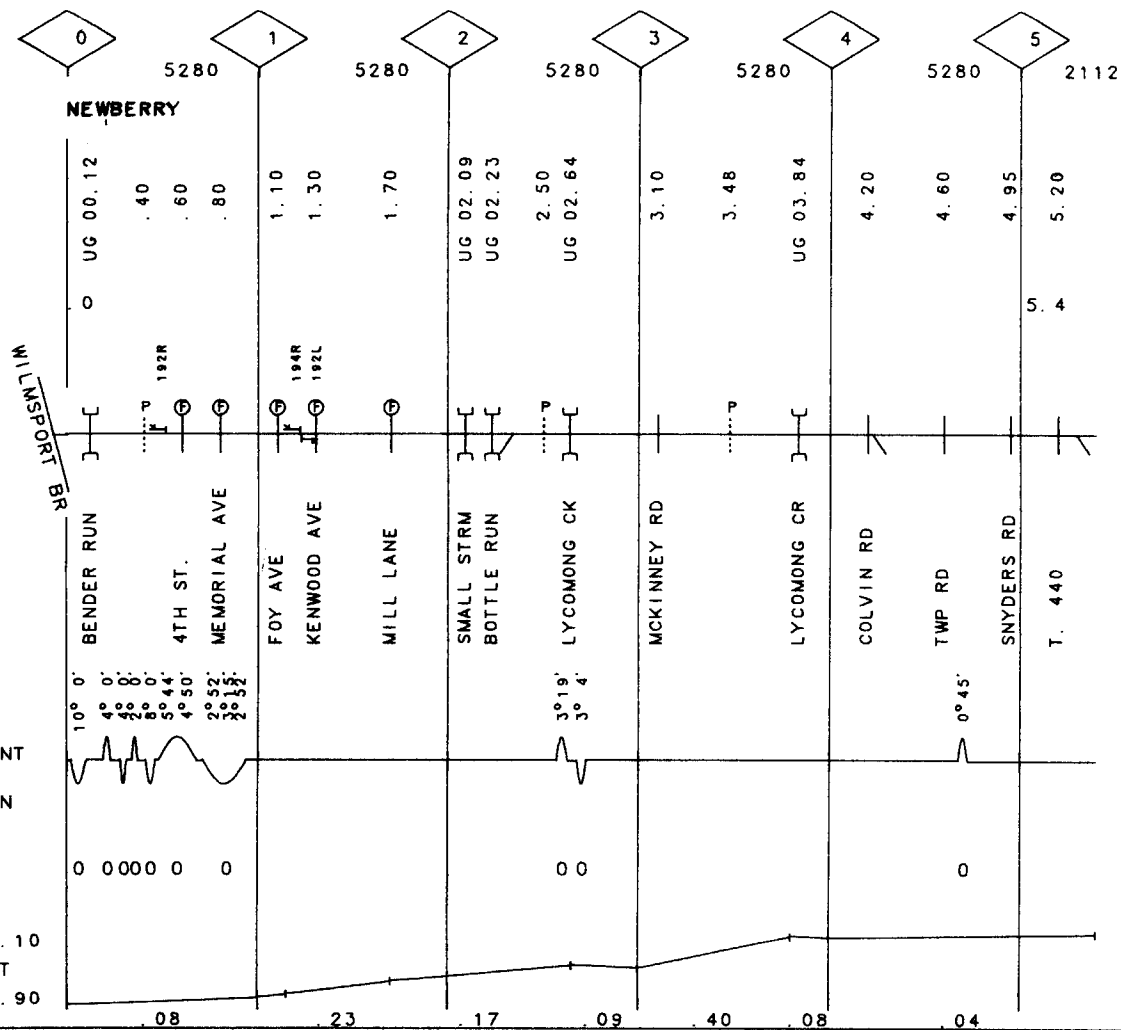 0 1 2 3 4 5
5280 5280 5280 5280 5280 2112
NEWBERRY
UG 00.12
.40
.60
.80
1.10
1.30
1.70
UG 02.09
UG 02.23
2.50
UG 02.64
3.10
3.48
UG 03.84
4.20
4.60
4.95
5.20
0
5.4
192R
194R
192L
P F F F F F P P
WILMSPORT BR
BENDER RUN
4TH ST.
MEMORIAL AVE
FOY AVE
KENWOOD AVE
MILL LANE
SMALL STRM
BOTTLE RUN
LYCOMONG CK
MCKINNEY RD
LYCOMONG CR
COLVIN RD
TWP RD
SNYDERS RD
T. 440
10° 0'
4° 0'
4° 0'
2° 0'
8° 0'
5° 44'
4° 50'
2° 52'
3° 15'
2° 52'
3° 19'
3° 4'
0° 45'
NT
N
0 0 0 0 0 0 0 0 0 0
.10
T
.90
.08 .23 .17 .09 .40 .08 .04